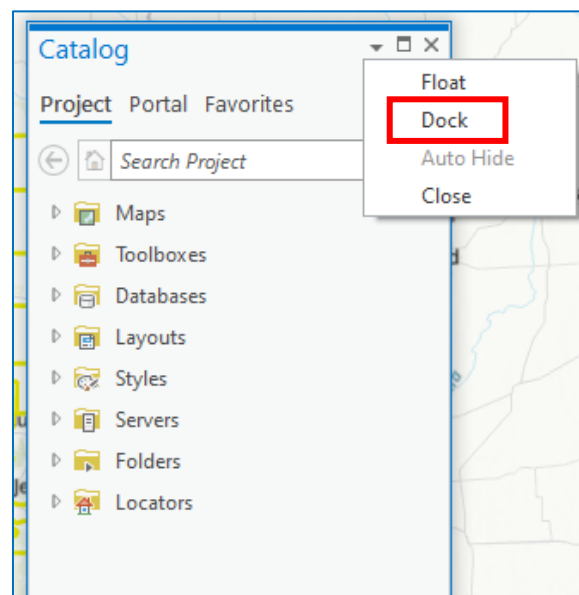 Catalog
Float
Project Portal Favorites
Dock
Search Project
Auto Hide
Close
Maps
Toolboxes
Databases
Layouts
Styles
Servers
Folders
Locators